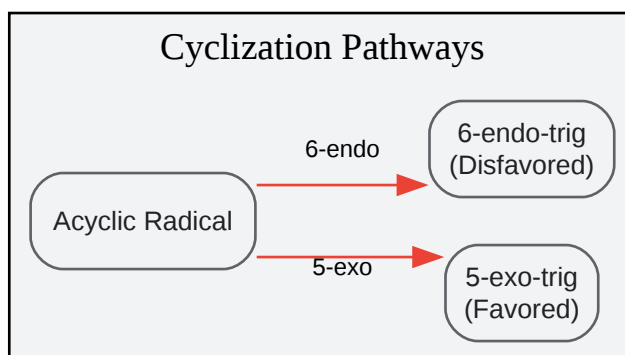 Cyclization Pathways
6-endo
6-endo-trig
(Disfavored)
Acyclic Radical
5-exo
5-exo-trig
(Favored)